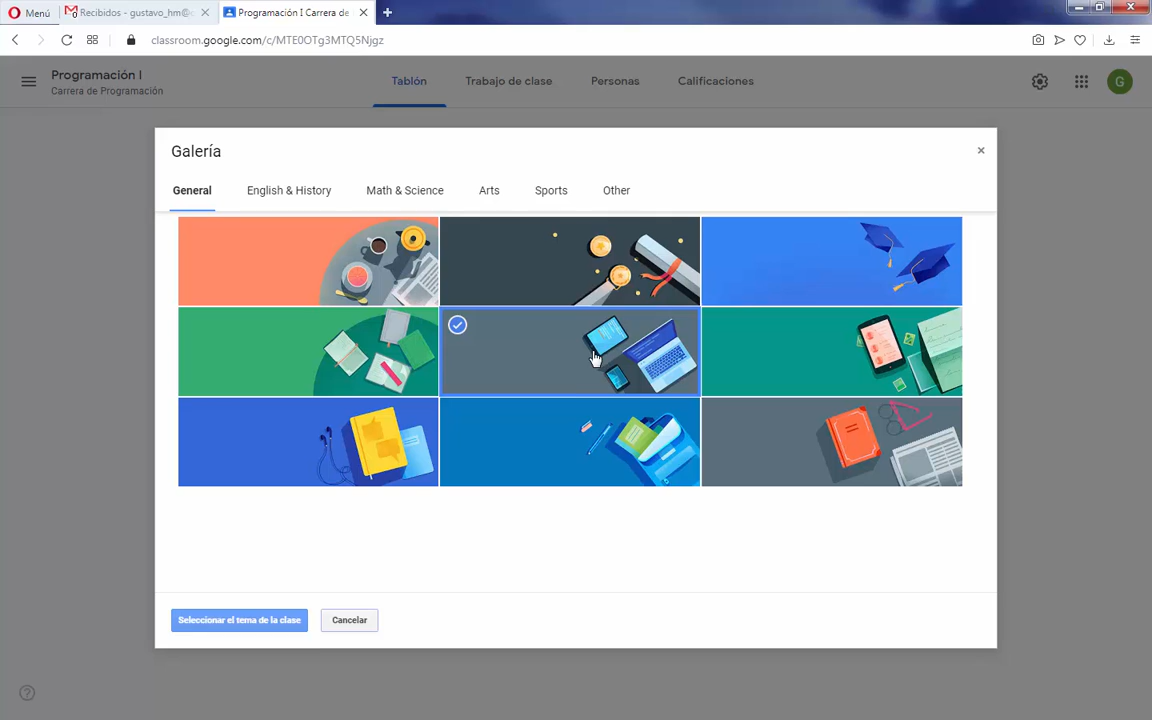 Menú
Recibidos - gustavo_hm@
Programación I Carrera de
classroom.google.com/c/MTE0OTg3MTQ5Njgz
Programación I
Carrera de Programación
Tablón
Trabajo de clase
Personas
Calificaciones
G
Galería
General
English & History
Math & Science
Arts
Sports
Other
Seleccionar el tema de la clase
Cancelar